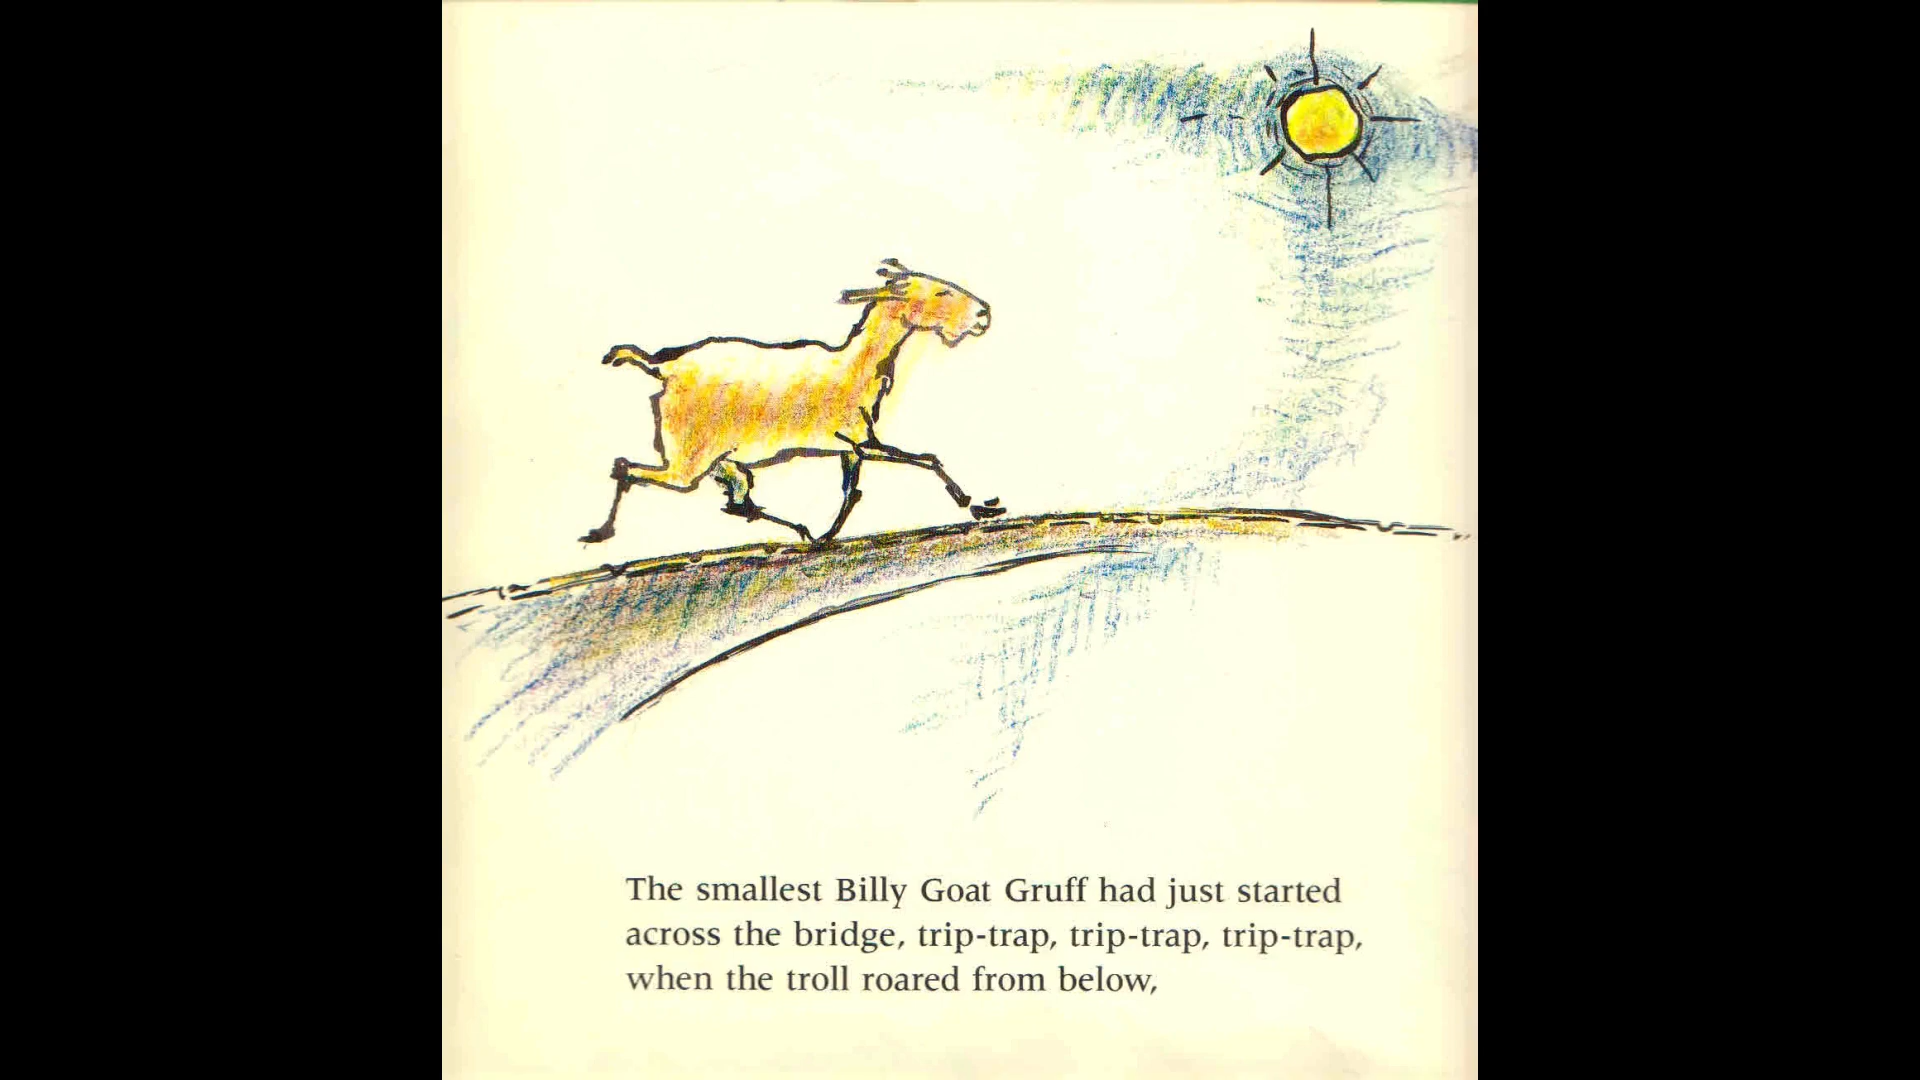 The smallest Billy Goat Gruff had just started
across the bridge, trip-trap, trip-trap, trip-trap,
when the troll roared from below,